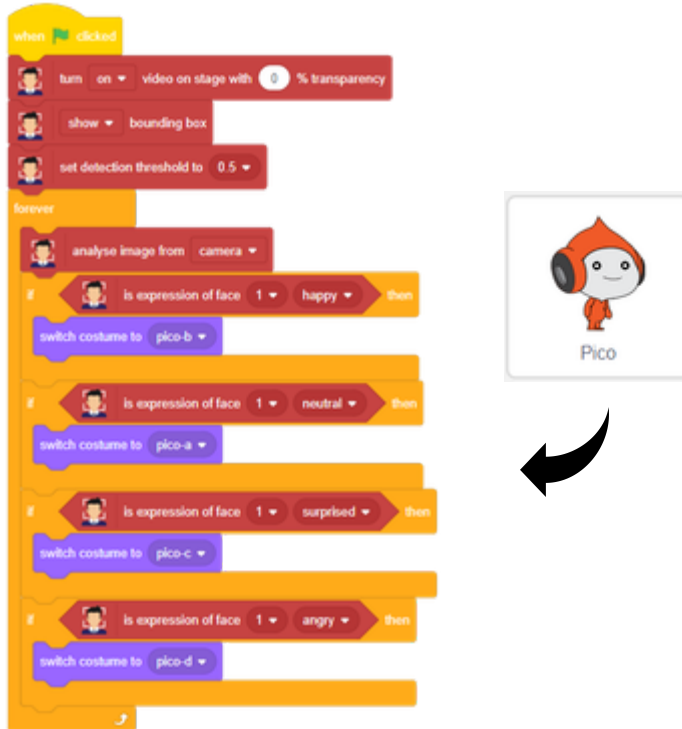 when clicked
turn on video on stage with 0 % transparency
show bounding box
set detection threshold to 0.5
forever
analyse image from camera
if is expression of face 1 happy then
switch costume to pico-b
if is expression of face 1 neutral then
switch costume to pico-a
if is expression of face 1 surprised then
switch costume to pico-c
if is expression of face 1 angry then
switch costume to pico-d
Pico